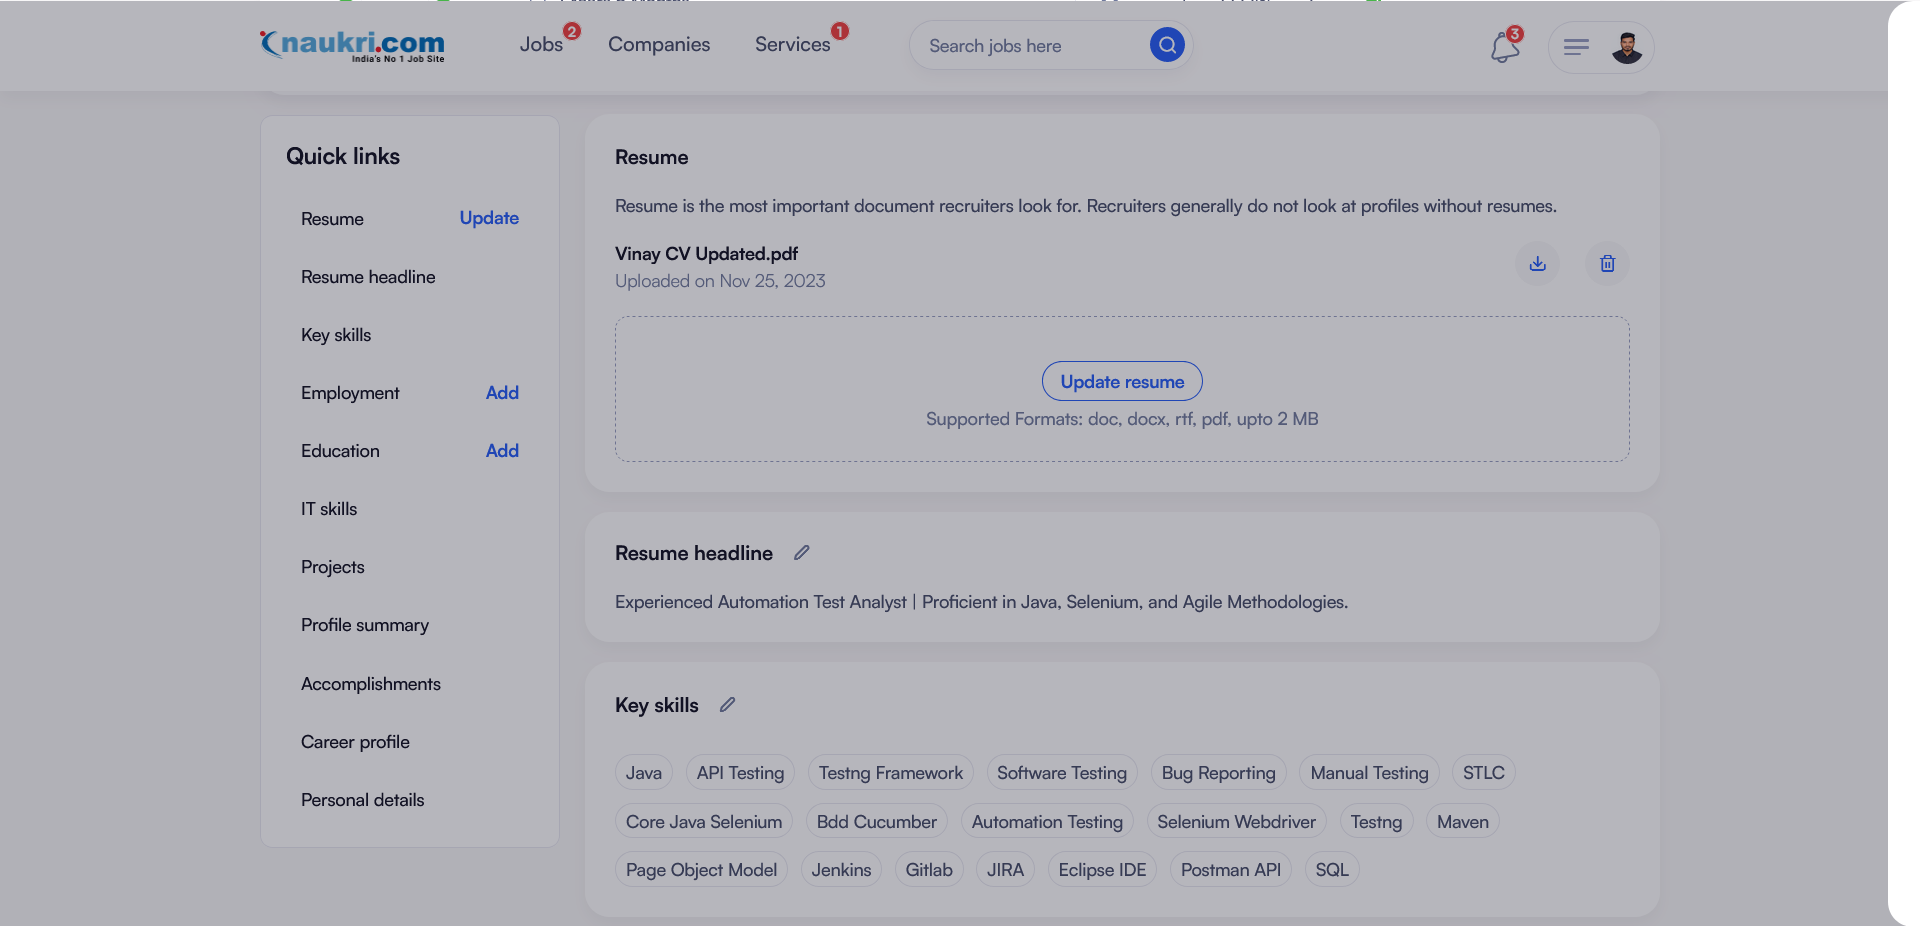 naukri.com
India's No 1 Job Site
Jobs 2
Companies
Services 1
Search jobs here
3
Quick links
Resume Update
Resume headline
Key skills
Employment Add
Education Add
IT skills
Projects
Profile summary
Accomplishments
Career profile
Personal details
Resume
Resume is the most important document recruiters look for. Recruiters generally do not look at profiles without resumes.
Vinay CV Updated.pdf
Uploaded on Nov 25, 2023
Update resume
Supported Formats: doc, docx, rtf, pdf, upto 2 MB
Resume headline
Experienced Automation Test Analyst | Proficient in Java, Selenium, and Agile Methodologies.
Key skills
Java API Testing Testng Framework Software Testing Bug Reporting Manual Testing STLC
Core Java Selenium Bdd Cucumber Automation Testing Selenium Webdriver Testng Maven
Page Object Model Jenkins Gitlab JIRA Eclipse IDE Postman API SQL